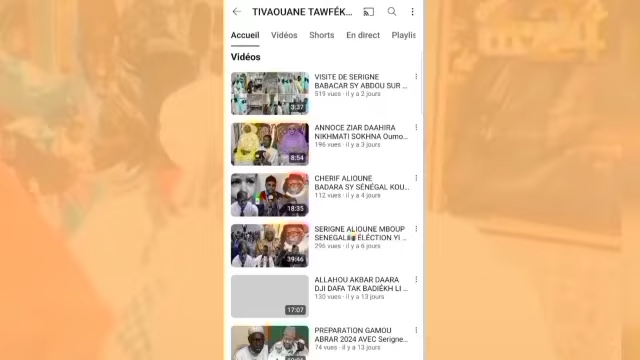 TIVAOUANE TAWFÉK...
Accueil Vidéos Shorts En direct Playlis
Vidéos
VISITE DE SERIGNE
BABACAR SY ABDOU SUR ...
519 vues · il y a 2 jours
3:37
ANNOCE ZIAR DAAHIRA
NIKHMATI SOKHNA Oumo...
196 vues · il y a 3 jours
8:54
CHERIF ALIOUNE
BADARA SY SÉNÉGAL KOU...
112 vues · il y a 4 jours
18:35
SERIGNE ALIOUNE MBOUP
SENEGAL🇸🇳 ÉLÉCTION YI ...
296 vues · il y a 6 jours
39:46
ALLAHOU AKBAR DAARA
DJI DAFA TAK BADIÉKH LI ...
130 vues · il y a 13 jours
17:07
PREPARATION GAMOU
ABRAR 2024 AVEC Serigne...
74 vues · il y a 13 jours